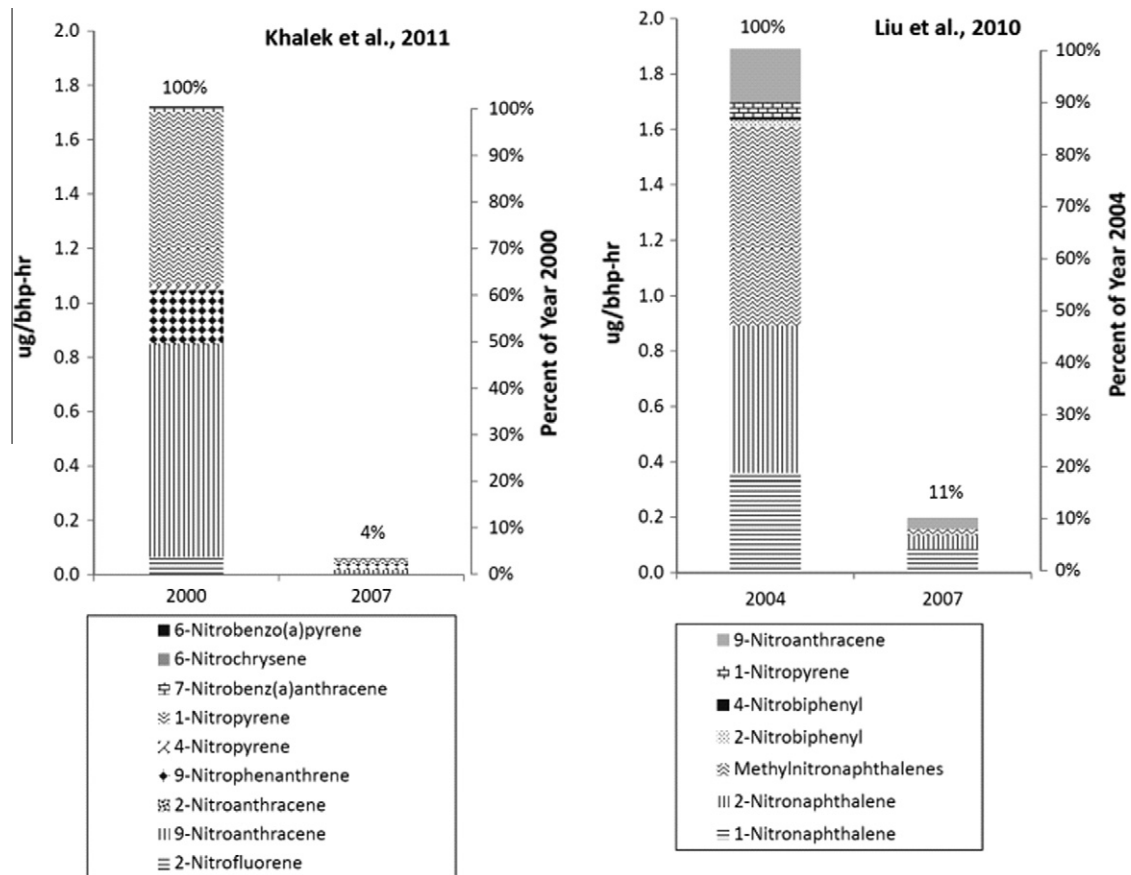 Khalek et al., 2011
2.0
1.8
1.6
1.4
1.2
1.0
0.8
0.6
0.4
0.2
0.0
ug/bhp-hr
100%
4%
100%
90%
80%
70%
60%
50%
40%
30%
20%
10%
0%
Percent of Year 2000
2000
2007
6-Nitrobenzo(a)pyrene
6-Nitrochrysene
7-Nitrobenz(a)anthracene
1-Nitropyrene
4-Nitropyrene
9-Nitrophenanthrene
2-Nitroanthracene
9-Nitroanthracene
2-Nitrofluorene
Liu et al., 2010
2.0
1.8
1.6
1.4
1.2
1.0
0.8
0.6
0.4
0.2
0.0
ug/bhp-hr
100%
11%
100%
90%
80%
70%
60%
50%
40%
30%
20%
10%
0%
Percent of Year 2004
2004
2007
9-Nitroanthracene
1-Nitropyrene
4-Nitrobiphenyl
2-Nitrobiphenyl
Methylnitronaphthalenes
2-Nitronaphthalene
1-Nitronaphthalene